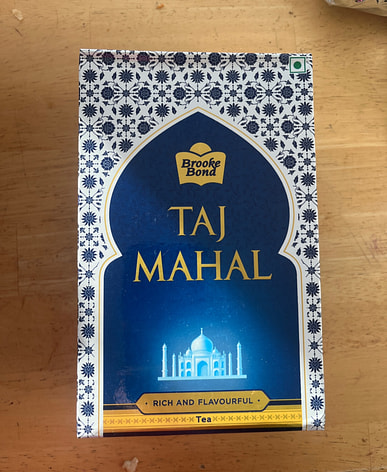 Brooke
Bond
TAJ
MAHAL
RICH AND FLAVOURFUL
Tea